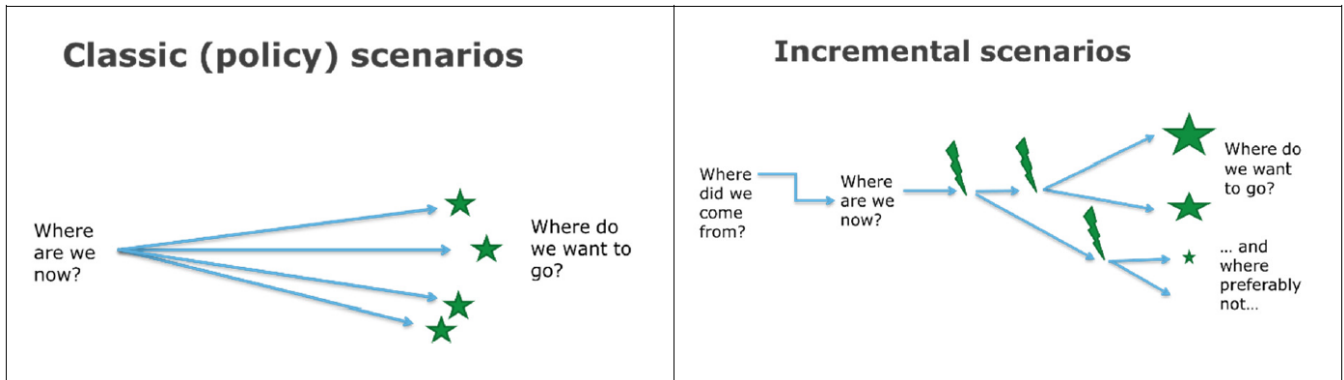 Classic (policy) scenarios
Where
are we
now?
Where do
we want to
go?
Incremental scenarios
Where
did we
come
from?
Where
are we
now?
Where do
we want
to go?
... and
where
preferably
not...